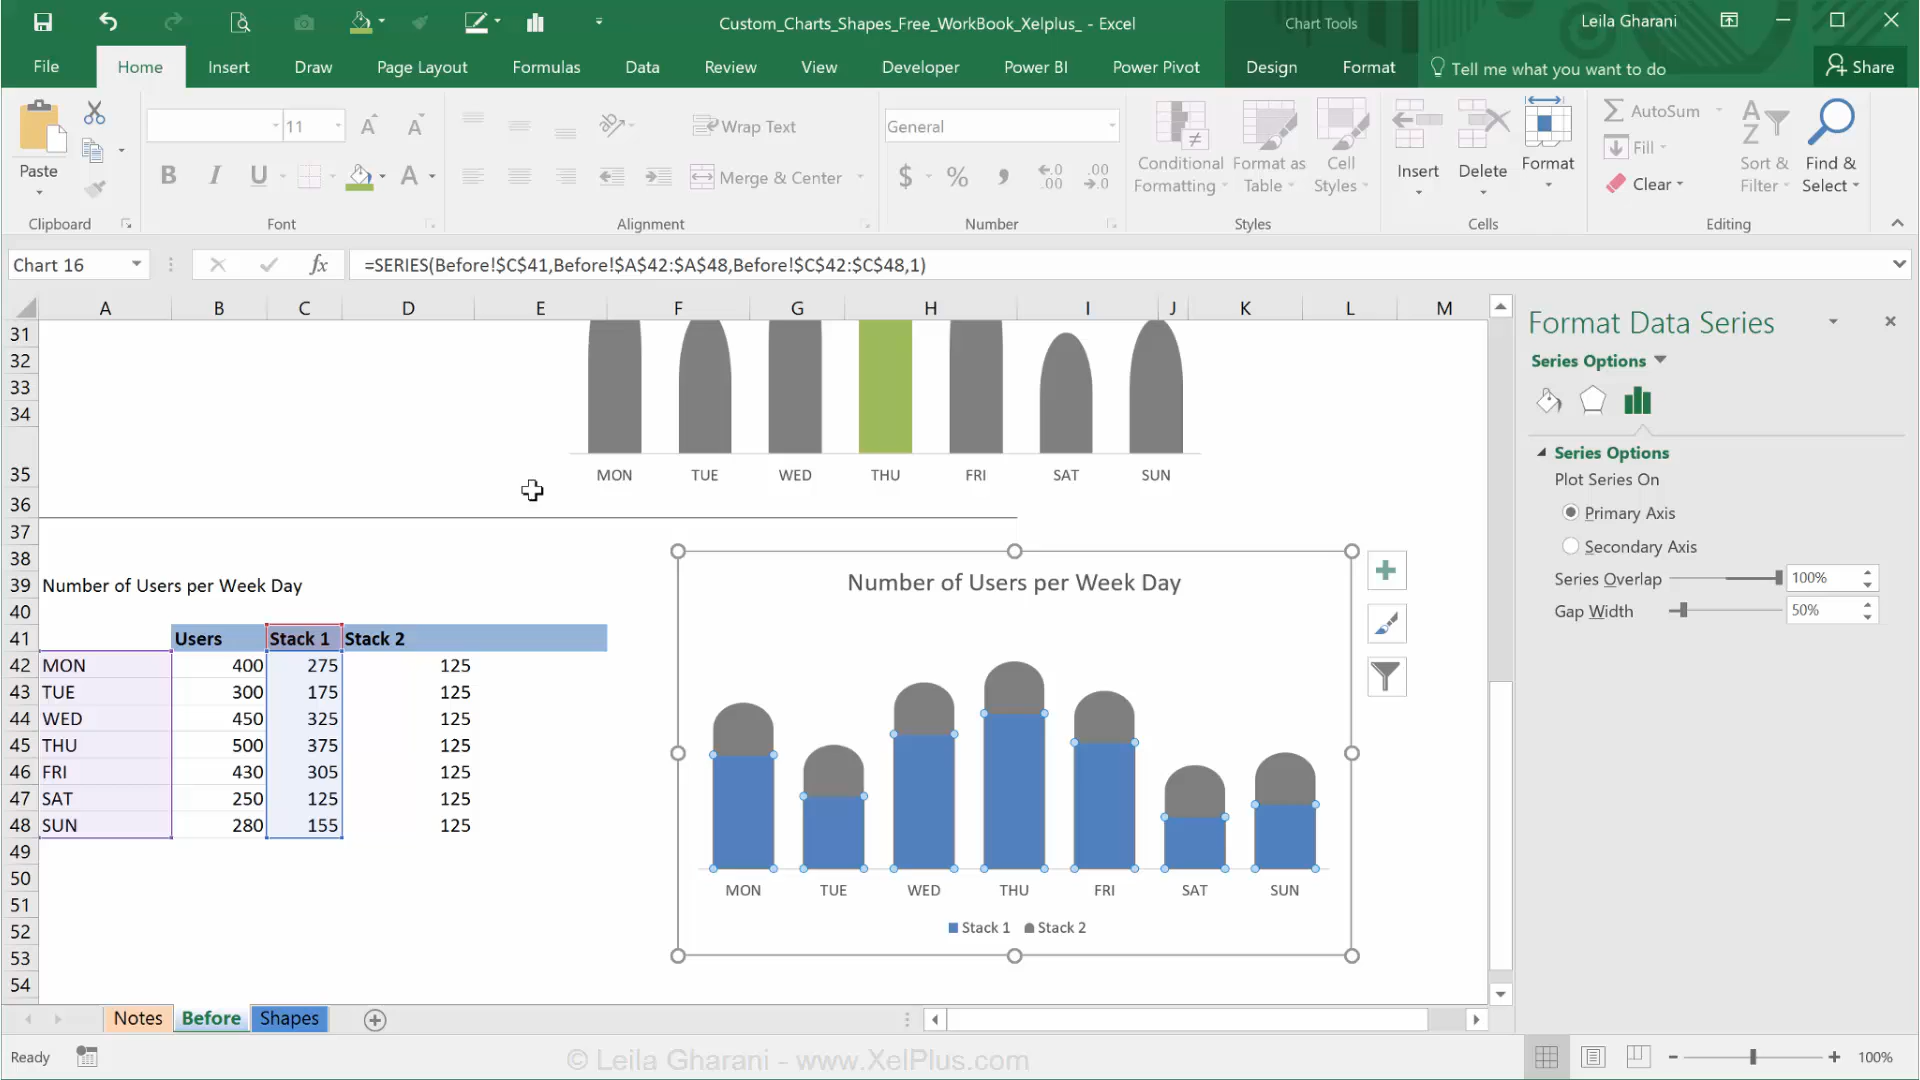 Custom_Charts_Shapes_Free_WorkBook_Xelplus_ - Excel
Chart Tools
Leila Gharani
File Home Insert Draw Page Layout Formulas Data Review View Developer Power BI Power Pivot Design Format Tell me what you want to do Share
Paste
Clipboard
11
B I U A
Font
Wrap Text
Merge & Center
Alignment
General
$ % , .00
Number
Conditional Formatting
Format as Table
Cell Styles
Styles
Insert
Delete
Format
Cells
AutoSum
Fill
Clear
Sort & Filter
Find & Select
Editing
Chart 16
fx
=SERIES(Before!$C$41,Before!$A$42:$A$48,Before!$C$42:$C$48,1)
A B C D E F G H I J K L M
31
32
33
34
35
36
37
38
39
40
41
42
43
44
45
46
47
48
49
50
51
52
53
54
MON TUE WED THU FRI SAT SUN
Number of Users per Week Day
Users Stack 1 Stack 2
MON 400 275 125
TUE 300 175 125
WED 450 325 125
THU 500 375 125
FRI 430 305 125
SAT 250 125 125
SUN 280 155 125
Number of Users per Week Day
MON TUE WED THU FRI SAT SUN
Stack 1 Stack 2
Format Data Series
Series Options
Series Options
Plot Series On
Primary Axis
Secondary Axis
Series Overlap 100%
Gap Width 50%
Notes Before Shapes
Ready
© Leila Gharani - www.XelPlus.com
100%